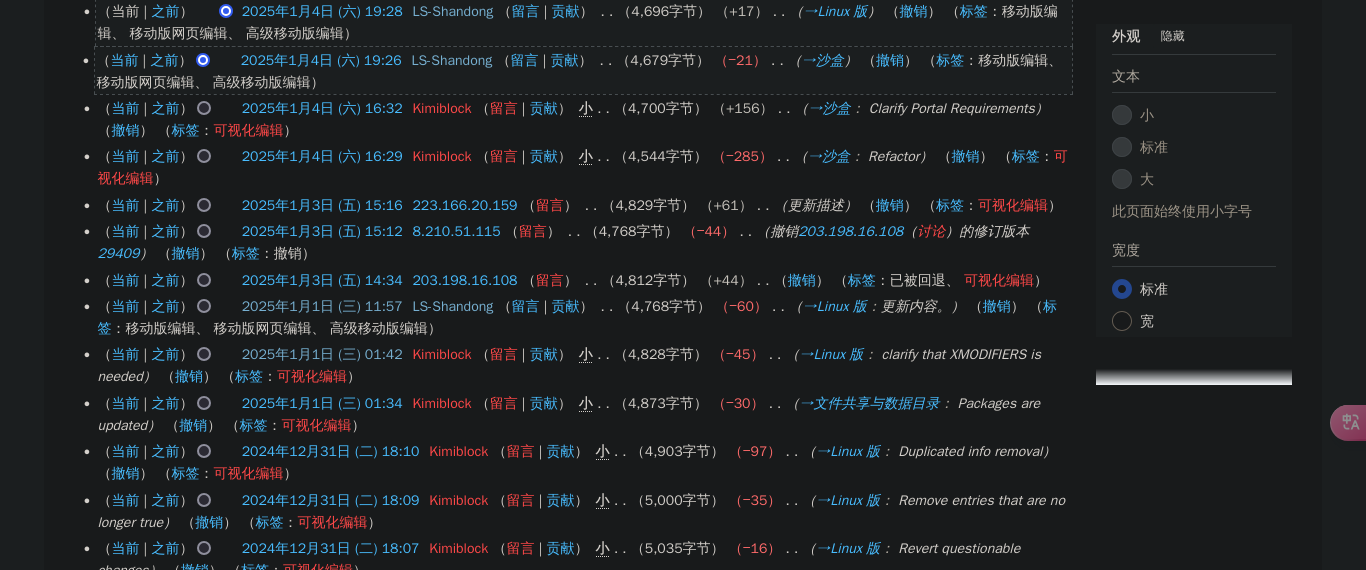 （当前 | 之前） 2025年1月4日 (六) 19:28 LS-Shandong （留言 | 贡献） . . （4,696字节） （+17） . . （→Linux 版） （撤销） （标签：移动版编
辑、 移动版网页编辑、 高级移动版编辑）
（当前 | 之前） 2025年1月4日 (六) 19:26 LS-Shandong （留言 | 贡献） . . （4,679字节） （−21） . . （→沙盒） （撤销） （标签：移动版编辑、
移动版网页编辑、 高级移动版编辑）
（当前 | 之前） 2025年1月4日 (六) 16:32 Kimiblock （留言 | 贡献） 小 . . （4,700字节） （+156） . . （→沙盒： Clarify Portal Requirements）
（撤销） （标签：可视化编辑）
（当前 | 之前） 2025年1月4日 (六) 16:29 Kimiblock （留言 | 贡献） 小 . . （4,544字节） （−285） . . （→沙盒： Refactor） （撤销） （标签：可
视化编辑）
（当前 | 之前） 2025年1月3日 (五) 15:16 223.166.20.159 （留言） . . （4,829字节） （+61） . . （更新描述） （撤销） （标签：可视化编辑）
（当前 | 之前） 2025年1月3日 (五) 15:12 8.210.51.115 （留言） . . （4,768字节） （−44） . . （撤销203.198.16.108（讨论）的修订版本
29409） （撤销） （标签：撤销）
（当前 | 之前） 2025年1月3日 (五) 14:34 203.198.16.108 （留言） . . （4,812字节） （+44） . . （撤销） （标签：已被回退、 可视化编辑）
（当前 | 之前） 2025年1月1日 (三) 11:57 LS-Shandong （留言 | 贡献） . . （4,768字节） （−60） . . （→Linux 版：更新内容。） （撤销） （标
签：移动版编辑、 移动版网页编辑、 高级移动版编辑）
（当前 | 之前） 2025年1月1日 (三) 01:42 Kimiblock （留言 | 贡献） 小 . . （4,828字节） （−45） . . （→Linux 版： clarify that XMODIFIERS is
needed） （撤销） （标签：可视化编辑）
（当前 | 之前） 2025年1月1日 (三) 01:34 Kimiblock （留言 | 贡献） 小 . . （4,873字节） （−30） . . （→文件共享与数据目录： Packages are
updated） （撤销） （标签：可视化编辑）
（当前 | 之前） 2024年12月31日 (二) 18:10 Kimiblock （留言 | 贡献） 小 . . （4,903字节） （−97） . . （→Linux 版： Duplicated info removal）
（撤销） （标签：可视化编辑）
（当前 | 之前） 2024年12月31日 (二) 18:09 Kimiblock （留言 | 贡献） 小 . . （5,000字节） （−35） . . （→Linux 版： Remove entries that are no
longer true） （撤销） （标签：可视化编辑）
（当前 | 之前） 2024年12月31日 (二) 18:07 Kimiblock （留言 | 贡献） 小 . . （5,035字节） （−16） . . （→Linux 版： Revert questionable
changes） （撤销） （标签：可视化编辑）
外观 隐藏
文本
小
标准
大
此页面始终使用小字号
宽度
标准
宽